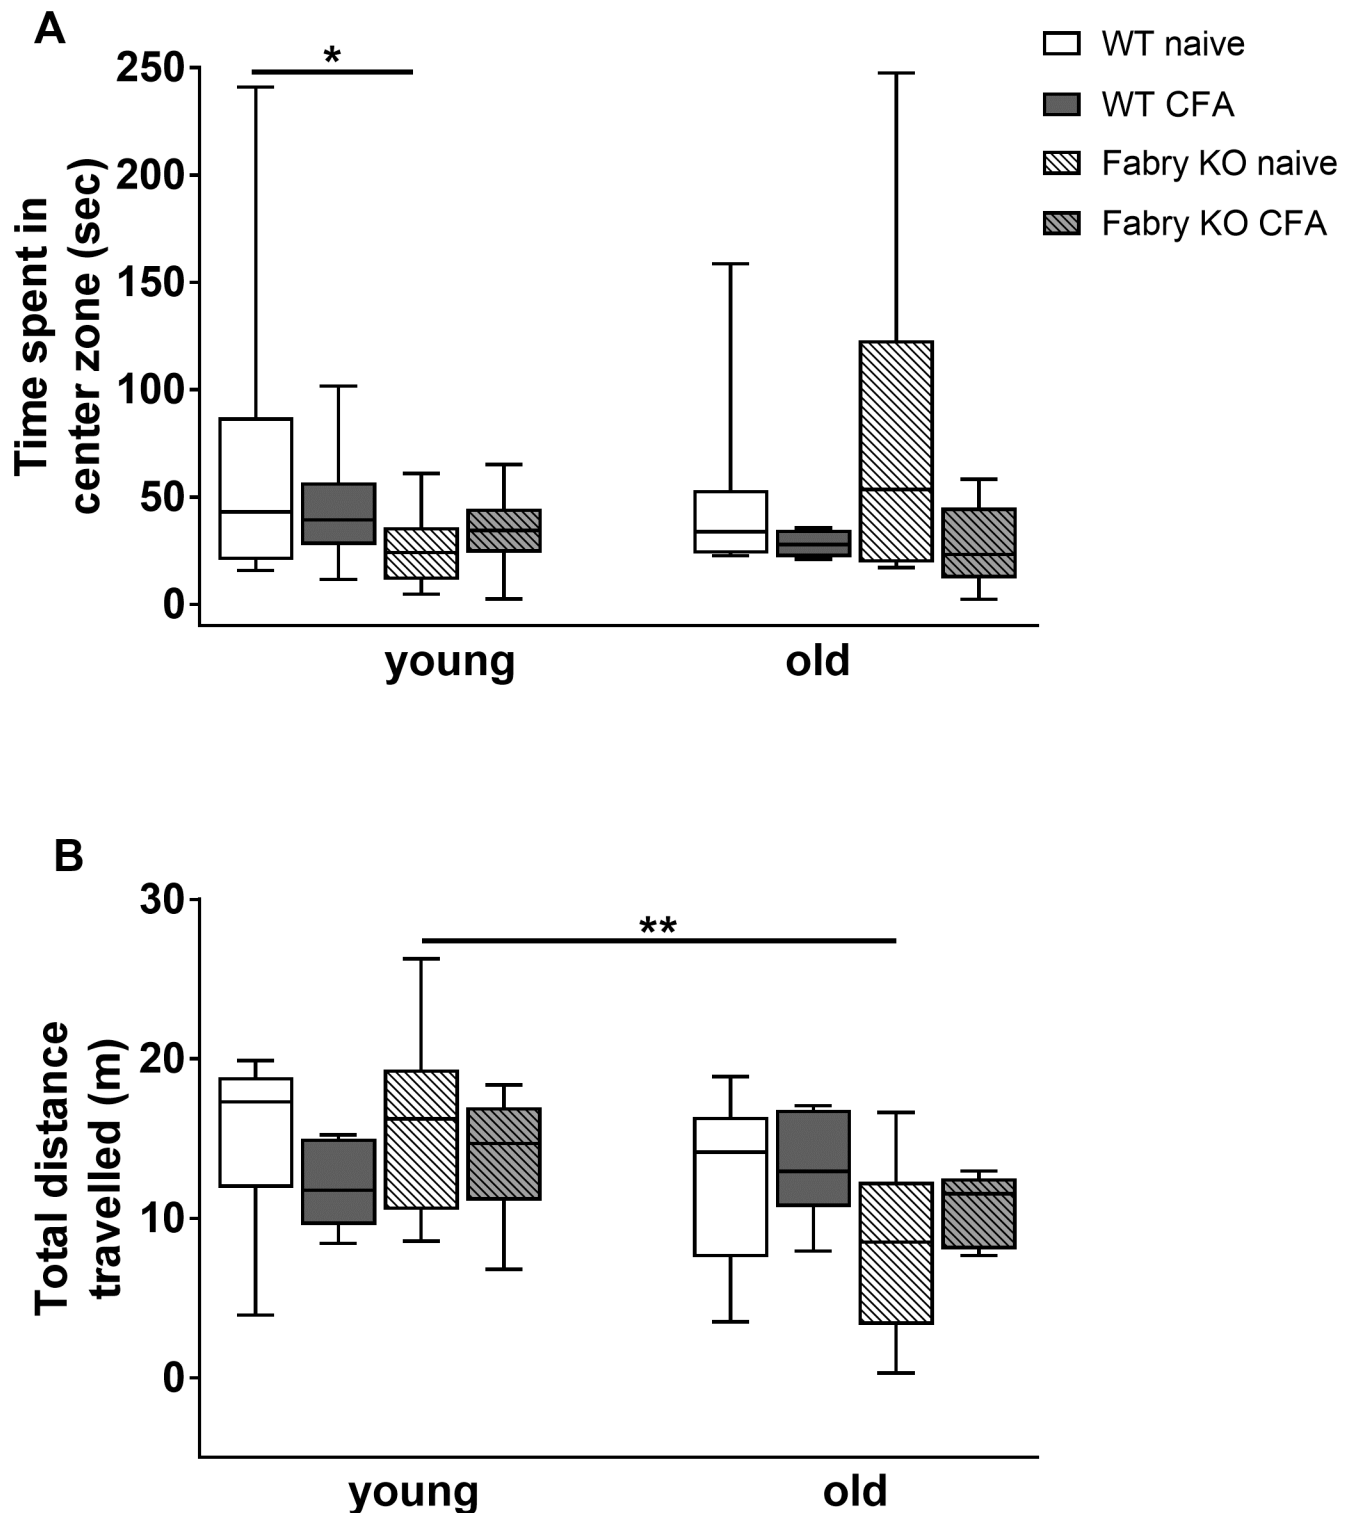 A
*
250
200
150
100
50
0
Time spent in
center zone (sec)
young
old
WT naive
WT CFA
Fabry KO naive
Fabry KO CFA
B
**
30
20
10
0
Total distance
travelled (m)
young
old